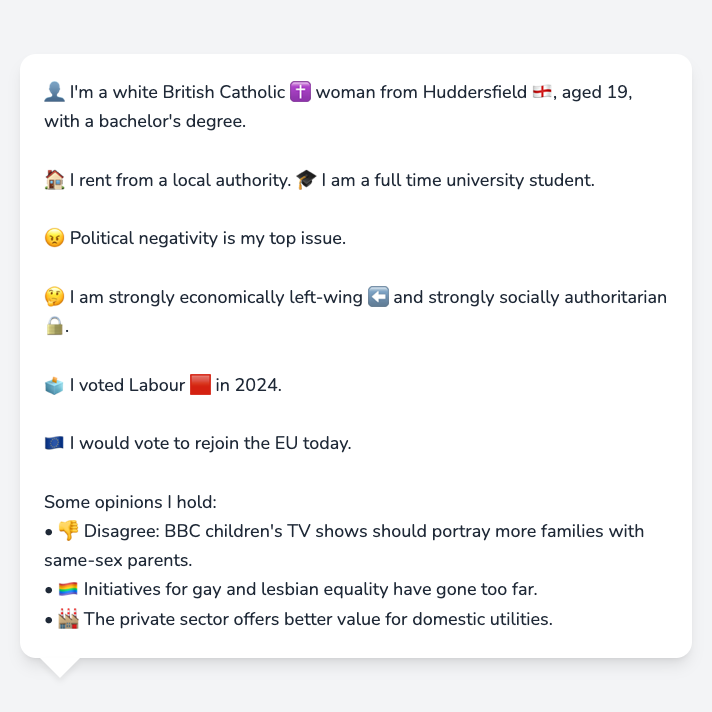 👤 I'm a white British Catholic ✝️ woman from Huddersfield 🏴󠁧󠁢󠁥󠁮󠁧󠁿, aged 19,
with a bachelor's degree.
🏠 I rent from a local authority. 🎓 I am a full time university student.
😠 Political negativity is my top issue.
🤔 I am strongly economically left-wing ⬅️ and strongly socially authoritarian
🔒.
🗳️ I voted Labour 🟥 in 2024.
🇪🇺 I would vote to rejoin the EU today.
Some opinions I hold:
• 👎 Disagree: BBC children's TV shows should portray more families with
same-sex parents.
• 🏳️‍🌈 Initiatives for gay and lesbian equality have gone too far.
• 🏭 The private sector offers better value for domestic utilities.